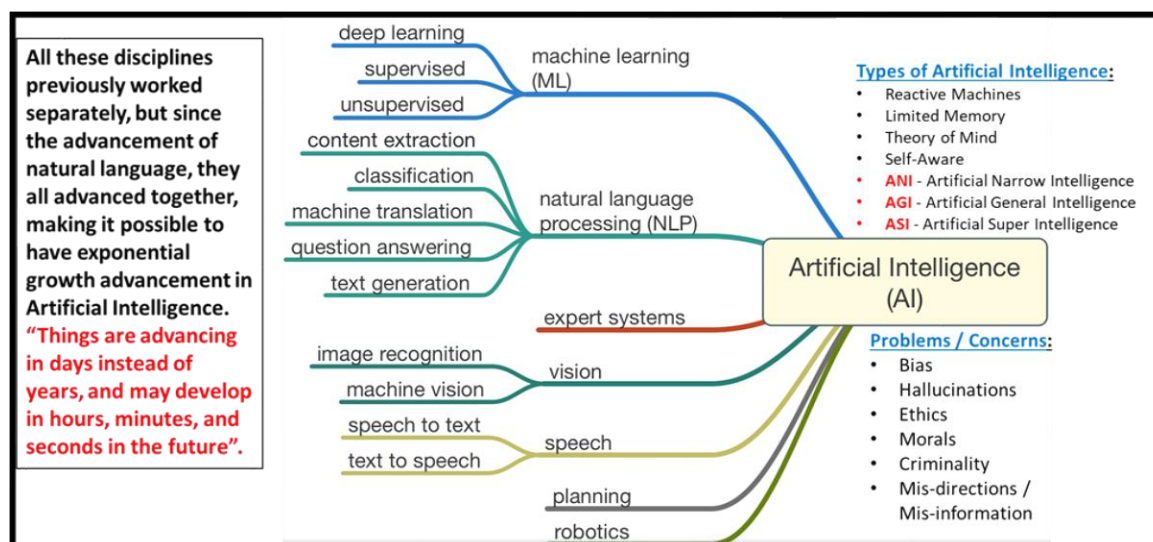 All these disciplines
previously worked
separately, but since
the advancement of
natural language, they
all advanced together,
making it possible to
have exponential
growth advancement in
Artificial Intelligence.
“Things are advancing
in days instead of
years, and may develop
in hours, minutes, and
seconds in the future”.
deep learning
supervised
unsupervised
machine learning
(ML)
content extraction
classification
machine translation
question answering
text generation
natural language
processing (NLP)
expert systems
image recognition
machine vision
vision
speech to text
text to speech
speech
planning
robotics
Types of Artificial Intelligence:
• Reactive Machines
• Limited Memory
• Theory of Mind
• Self-Aware
• ANI - Artificial Narrow Intelligence
• AGI - Artificial General Intelligence
• ASI - Artificial Super Intelligence
Artificial Intelligence
(AI)
Problems / Concerns:
• Bias
• Hallucinations
• Ethics
• Morals
• Criminality
• Mis-directions /
Mis-information